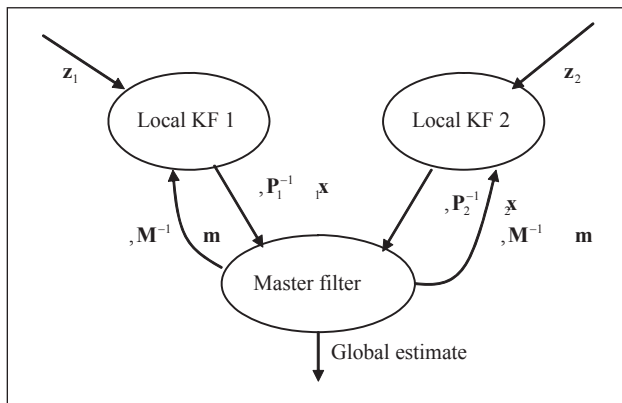 z₁
z₂
Local KF 1
Local KF 2
, P₁⁻¹ ₁x
, P₂⁻¹ ₂x
, M⁻¹ m
, M⁻¹ m
Master filter
Global estimate